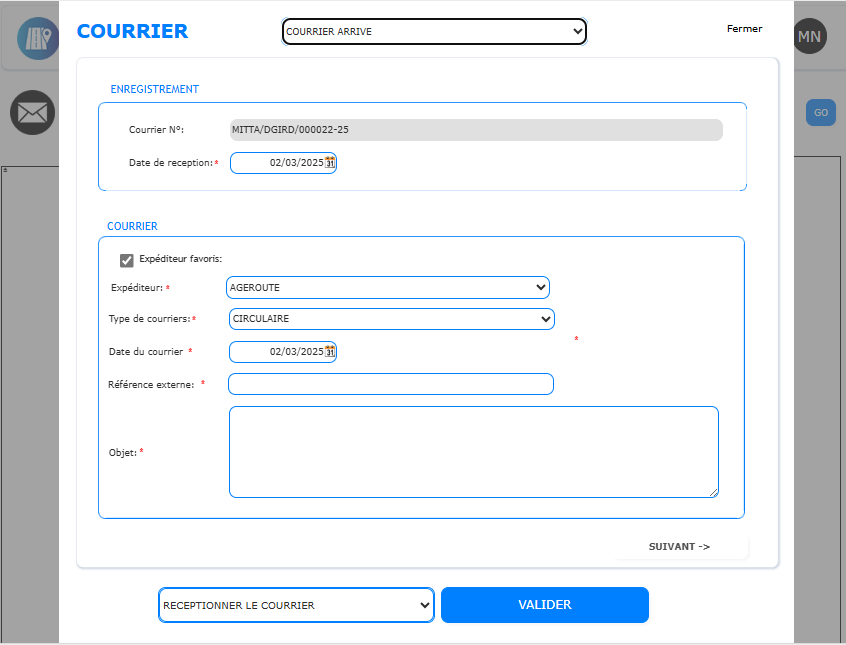 COURRIER
COURRIER ARRIVE
Fermer
MN
GO
ENREGISTREMENT
Courrier N°: MITTA/DGIRD/000022-25
Date de reception:* 02/03/2025 31
COURRIER
Expéditeur favoris:
Expéditeur: * AGEROUTE
Type de courriers:* CIRCULAIRE
*
Date du courrier * 02/03/2025 31
Référence externe: *
Objet: *
SUIVANT ->
RECEPTIONNER LE COURRIER
VALIDER